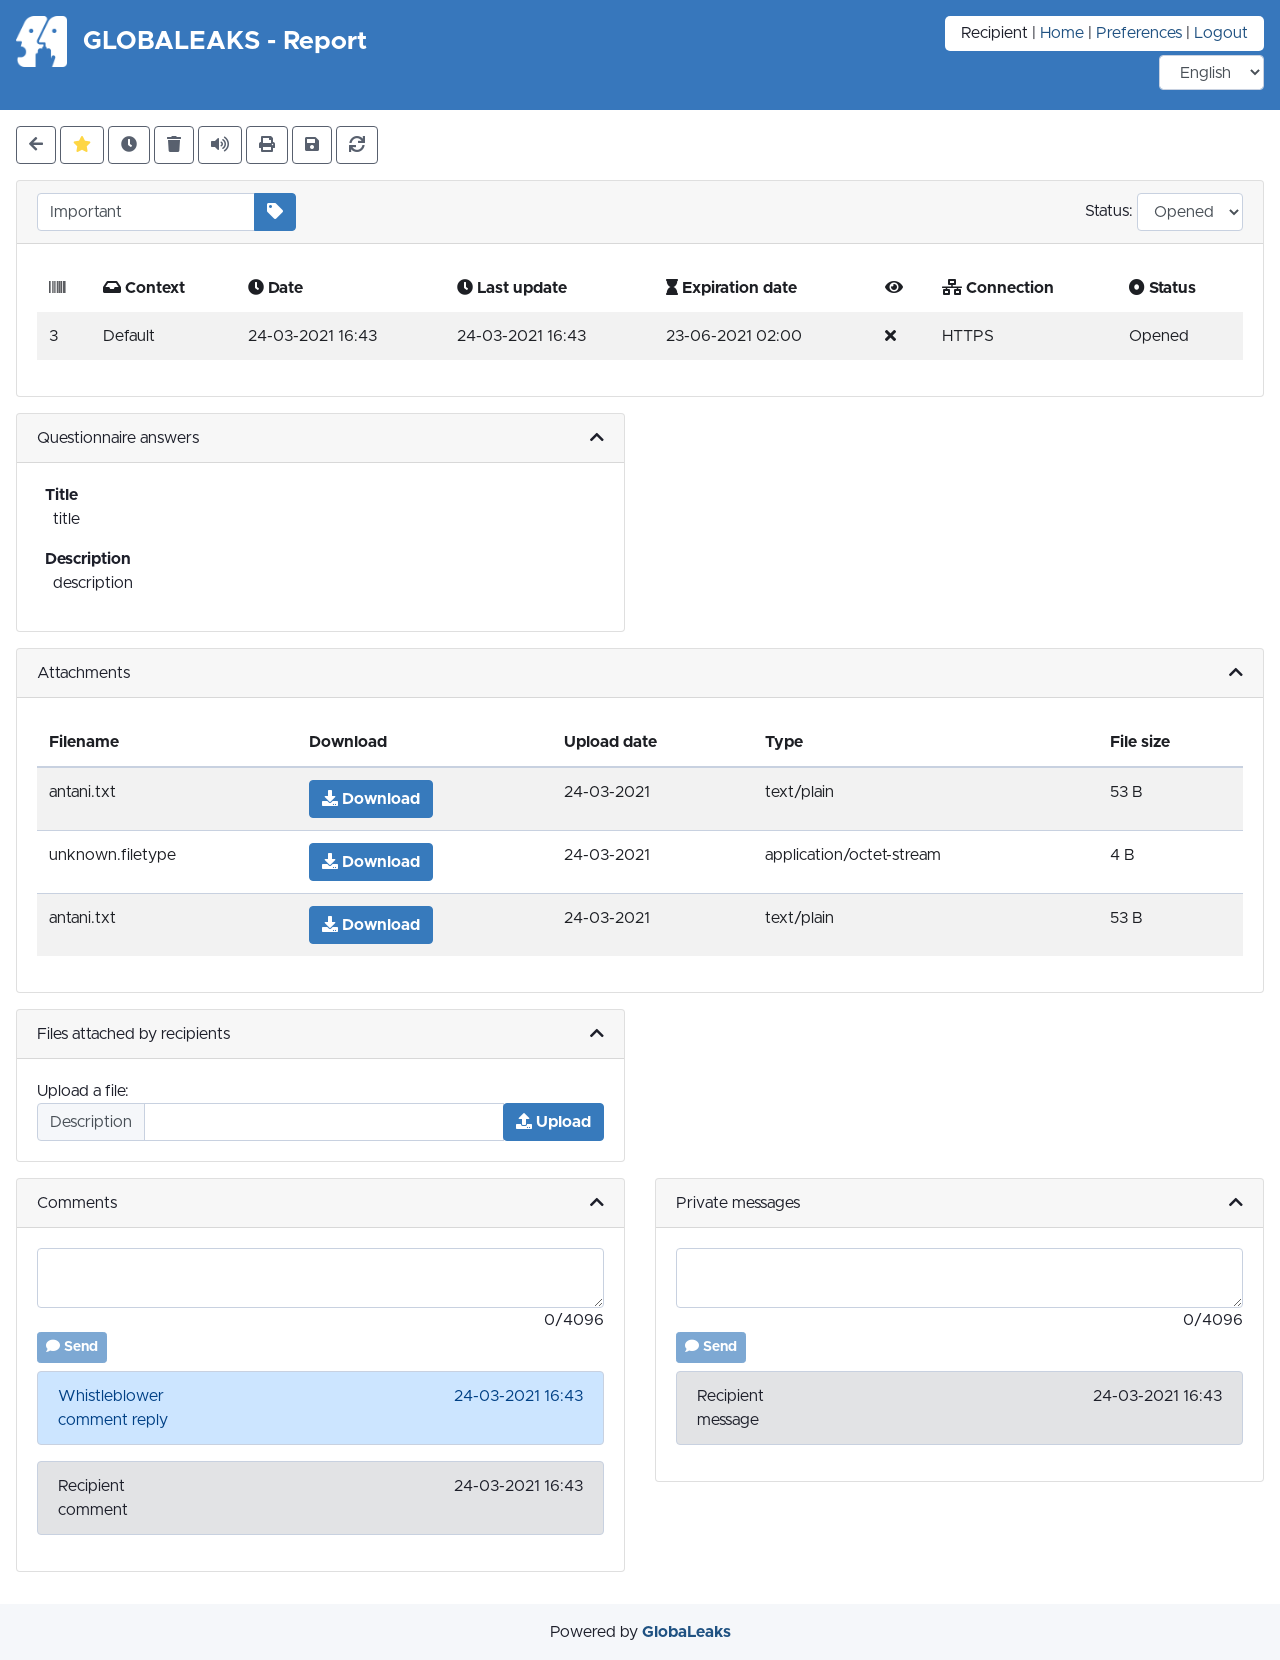 GLOBALEAKS - Report
Recipient | Home | Preferences | Logout
English
Important
Status: Opened
Context Date Last update Expiration date Connection Status
3 Default 24-03-2021 16:43 24-03-2021 16:43 23-06-2021 02:00 HTTPS Opened
Questionnaire answers
Title
title
Description
description
Attachments
Filename Download Upload date Type File size
antani.txt Download 24-03-2021 text/plain 53 B
unknown.filetype Download 24-03-2021 application/octet-stream 4 B
antani.txt Download 24-03-2021 text/plain 53 B
Files attached by recipients
Upload a file:
Description Upload
Comments
0/4096
Send
Whistleblower 24-03-2021 16:43
comment reply
Recipient 24-03-2021 16:43
comment
Private messages
0/4096
Send
Recipient 24-03-2021 16:43
message
Powered by GlobaLeaks